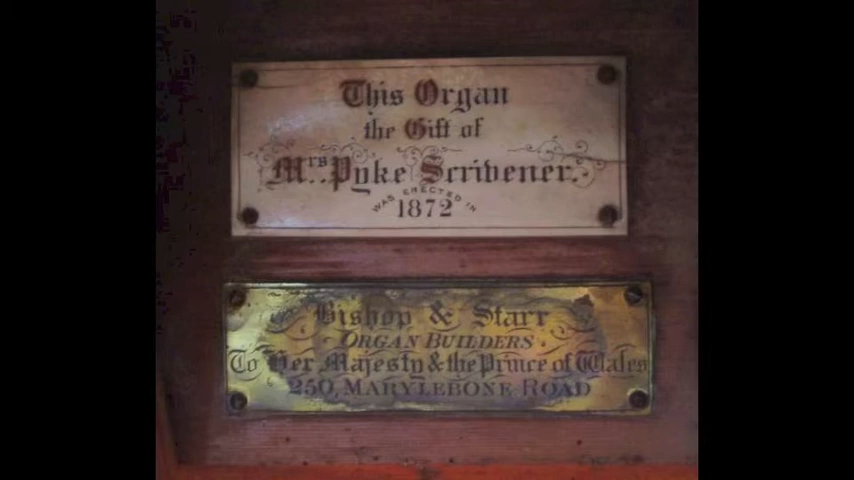 This Organ
the Gift of
Mrs. Pyke Scrivener.
WAS ERECTED IN
1872
Bishop & Starr
ORGAN BUILDERS
To Her Majesty & the Prince of Wales
250, MARYLEBONE ROAD